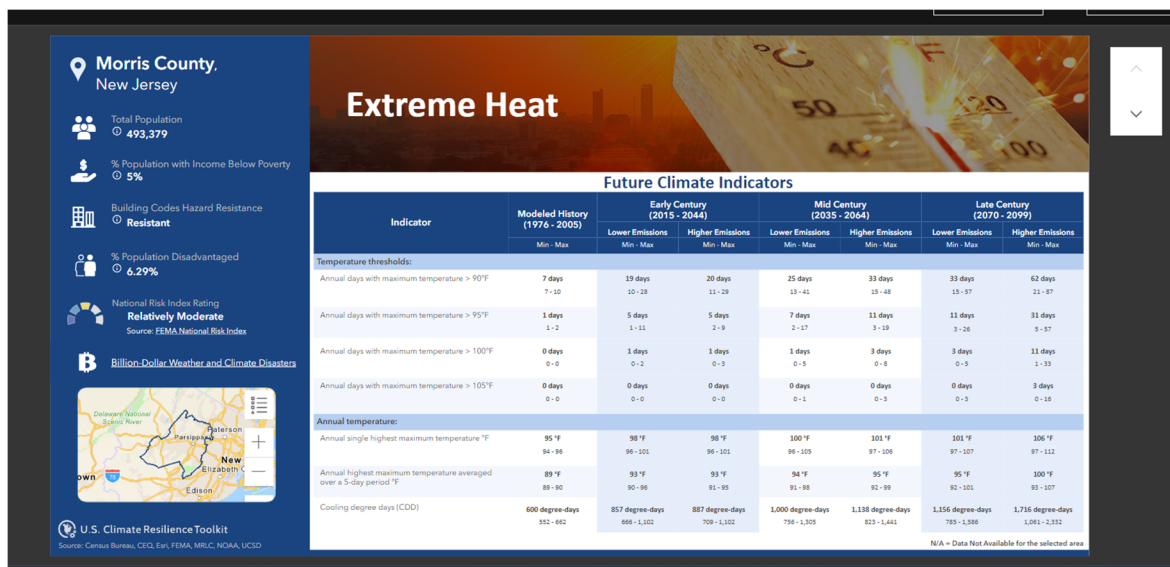 Morris County,
New Jersey
Total Population
493,379
% Population with Income Below Poverty
5%
Building Codes Hazard Resistance
Resistant
% Population Disadvantaged
6.29%
National Risk Index Rating
Relatively Moderate
Source: FEMA National Risk Index
Billion-Dollar Weather and Climate Disasters
Delaware National
Scenic River
Paterson
Parsippany
New
Elizabeth
own
78
Edison
U.S. Climate Resilience Toolkit
Source: Census Bureau, CEQ, Esri, FEMA, MRLC, NOAA, UCSD
Extreme Heat
°C °F
50 120
40 100
Future Climate Indicators
Indicator Modeled History (1976 - 2005) Early Century (2015 - 2044) Mid Century (2035 - 2064) Late Century (2070 - 2099)
Lower Emissions Higher Emissions Lower Emissions Higher Emissions Lower Emissions Higher Emissions
Min - Max Min - Max Min - Max Min - Max Min - Max Min - Max Min - Max
Temperature thresholds:
Annual days with maximum temperature > 90°F 7 days 19 days 20 days 25 days 33 days 33 days 62 days
7 - 10 10 - 28 11 - 29 13 - 41 15 - 48 15 - 57 21 - 87
Annual days with maximum temperature > 95°F 1 days 5 days 5 days 7 days 11 days 11 days 31 days
1 - 2 1 - 11 2 - 9 2 - 17 3 - 19 3 - 26 5 - 57
Annual days with maximum temperature > 100°F 0 days 1 days 1 days 1 days 3 days 3 days 11 days
0 - 0 0 - 2 0 - 3 0 - 5 0 - 8 0 - 5 1 - 33
Annual days with maximum temperature > 105°F 0 days 0 days 0 days 0 days 0 days 0 days 3 days
0 - 0 0 - 0 0 - 0 0 - 1 0 - 3 0 - 3 0 - 16
Annual temperature:
Annual single highest maximum temperature °F 95 °F 98 °F 98 °F 100 °F 101 °F 101 °F 106 °F
94 - 96 96 - 101 96 - 101 96 - 105 97 - 106 97 - 107 97 - 112
Annual highest maximum temperature averaged
over a 5-day period °F 89 °F 93 °F 93 °F 94 °F 95 °F 95 °F 100 °F
89 - 90 90 - 96 91 - 95 91 - 98 92 - 99 92 - 101 93 - 107
Cooling degree days (CDD) 600 degree-days 857 degree-days 887 degree-days 1,000 degree-days 1,138 degree-days 1,156 degree-days 1,716 degree-days
552 - 662 666 - 1,102 709 - 1,102 756 - 1,305 823 - 1,441 785 - 1,586 1,061 - 2,332
N/A = Data Not Available for the selected area